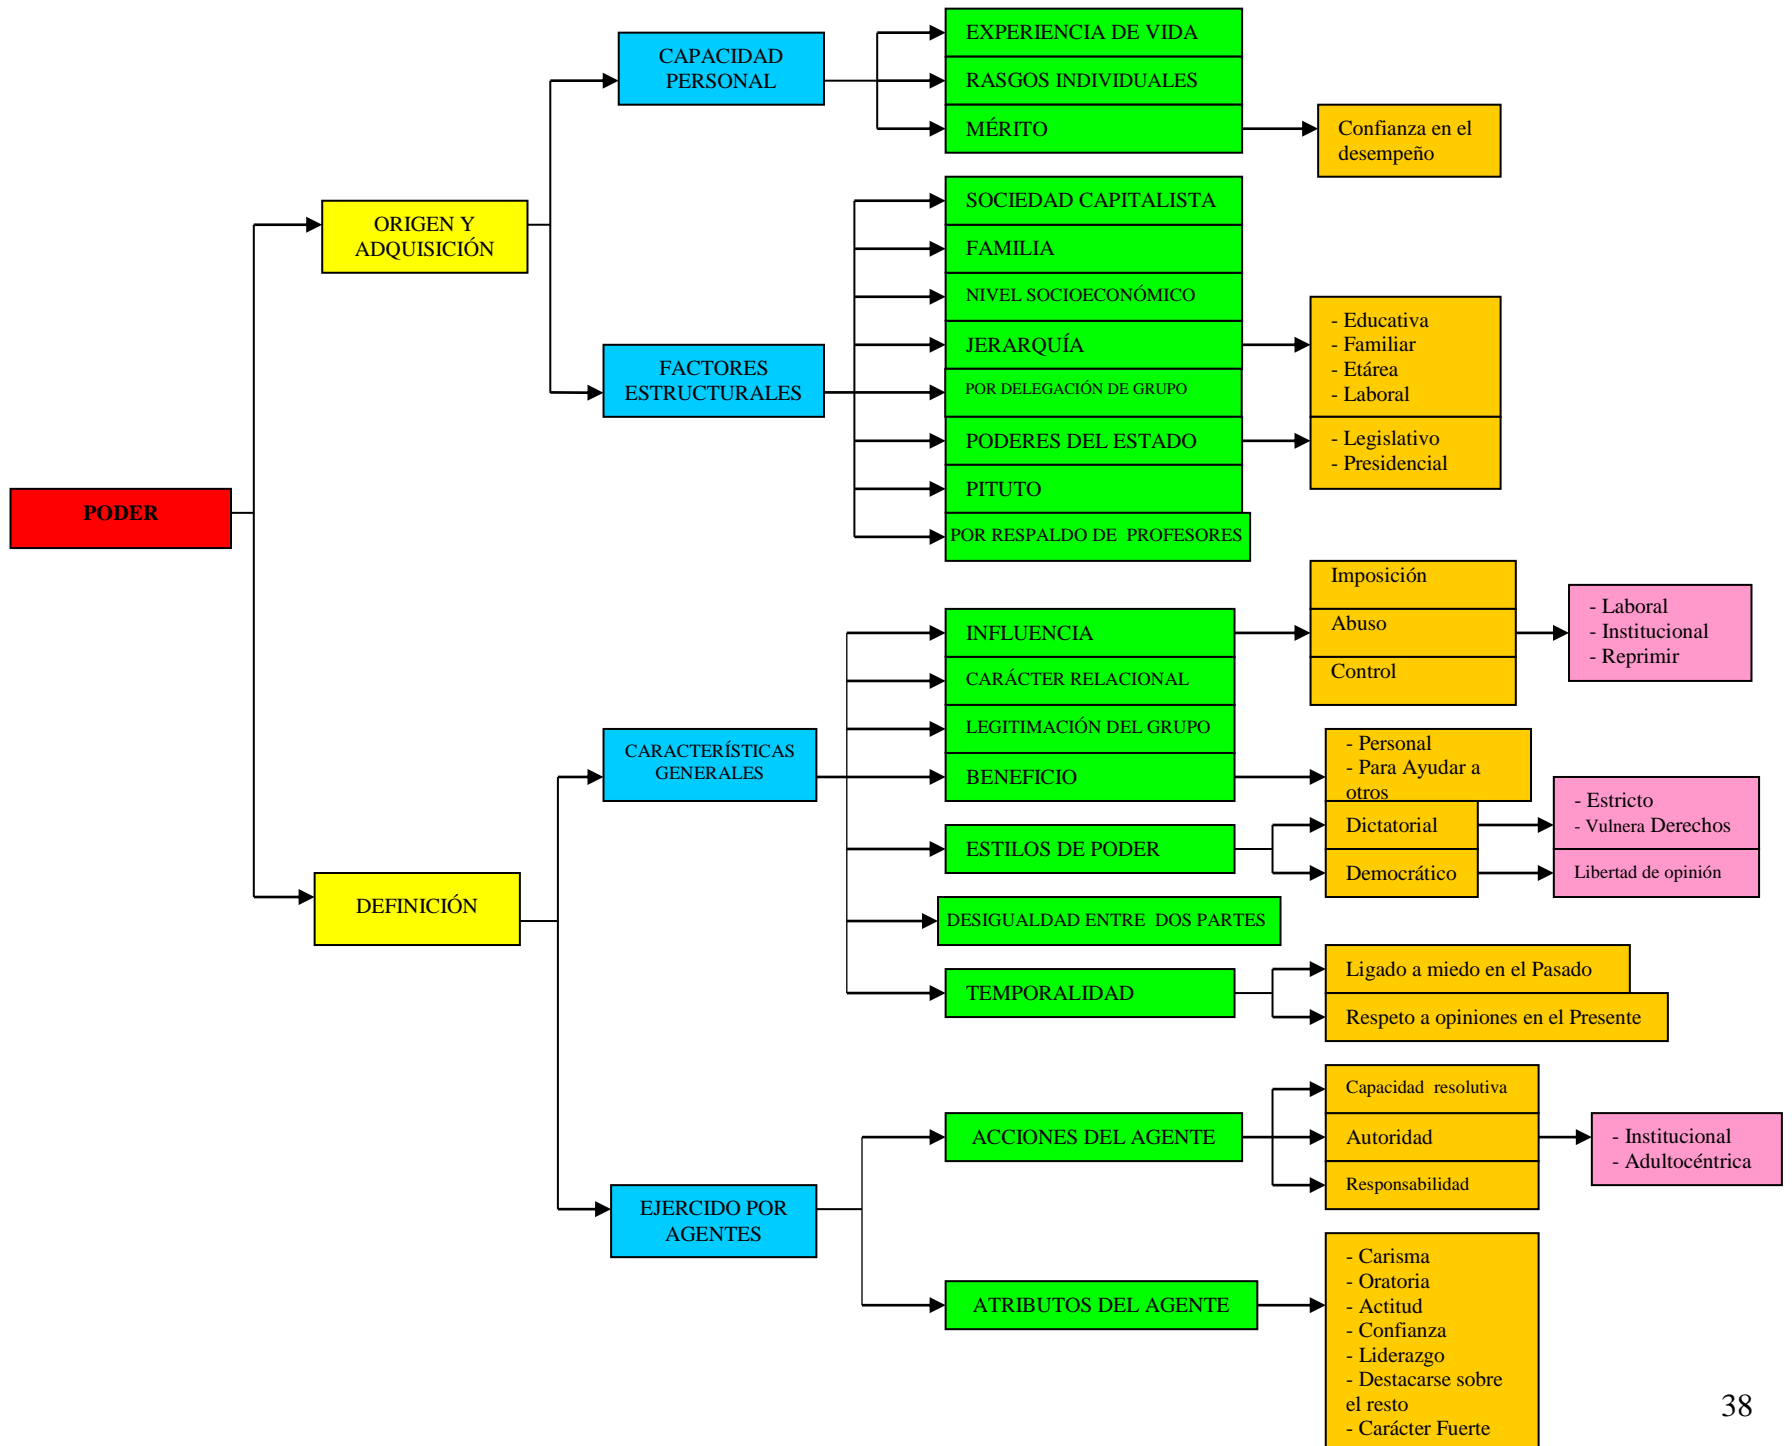 CAPACIDAD
PERSONAL
EXPERIENCIA DE VIDA
RASGOS INDIVIDUALES
MÉRITO
Confianza en el
desempeño
ORIGEN Y
ADQUISICIÓN
SOCIEDAD CAPITALISTA
FAMILIA
NIVEL SOCIOECONÓMICO
JERARQUÍA
- Educativa
- Familiar
- Etárea
- Laboral
FACTORES
ESTRUCTURALES
POR DELEGACIÓN DE GRUPO
PODERES DEL ESTADO
- Legislativo
- Presidencial
PITUTO
POR RESPALDO DE PROFESORES
PODER
INFLUENCIA
Imposición
Abuso
Control
- Laboral
- Institucional
- Reprimir
CARÁCTER RELACIONAL
LEGITIMACIÓN DEL GRUPO
CARACTERÍSTICAS
GENERALES
BENEFICIO
- Personal
- Para Ayudar a
otros
ESTILOS DE PODER
Dictatorial
- Estricto
- Vulnera Derechos
Democrático
Libertad de opinión
DEFINICIÓN
DESIGUALDAD ENTRE DOS PARTES
TEMPORALIDAD
Ligado a miedo en el Pasado
Respeto a opiniones en el Presente
ACCIONES DEL AGENTE
Capacidad resolutiva
Autoridad
Responsabilidad
- Institucional
- Adultocéntrica
EJERCIDO POR
AGENTES
ATRIBUTOS DEL AGENTE
- Carisma
- Oratoria
- Actitud
- Confianza
- Liderazgo
- Destacarse sobre
el resto
- Carácter Fuerte
38